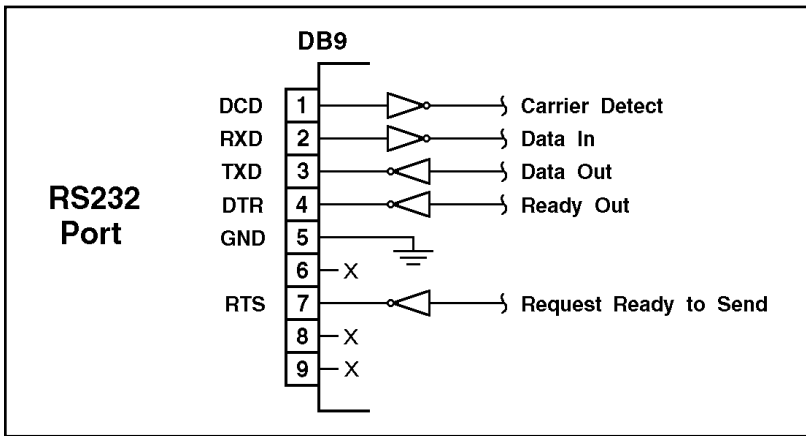 DB9
DCD 1 Carrier Detect
RXD 2 Data In
TXD 3 Data Out
RS232
Port
DTR 4 Ready Out
GND 5
6 X
RTS 7 Request Ready to Send
8 X
9 X